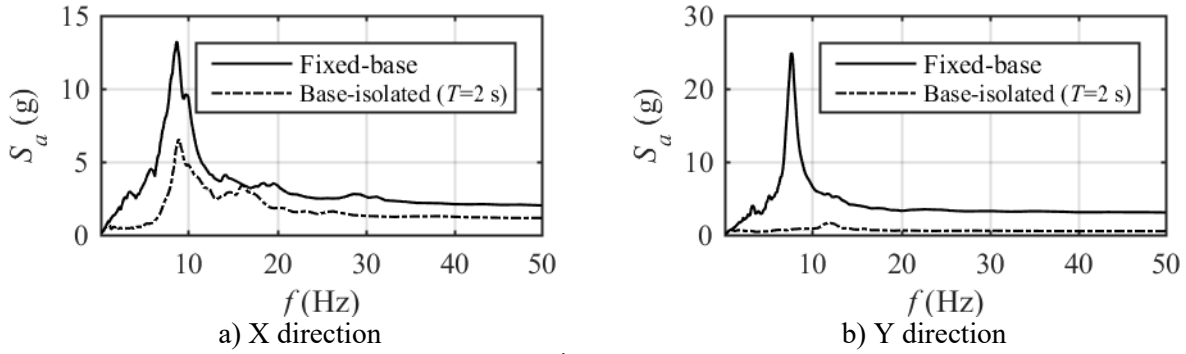 15
10
5
0
S_a (g)
Fixed-base
Base-isolated (T=2 s)
10 20 30 40 50
f (Hz)
a) X direction
30
20
10
0
S_a (g)
Fixed-base
Base-isolated (T=2 s)
10 20 30 40 50
f (Hz)
b) Y direction